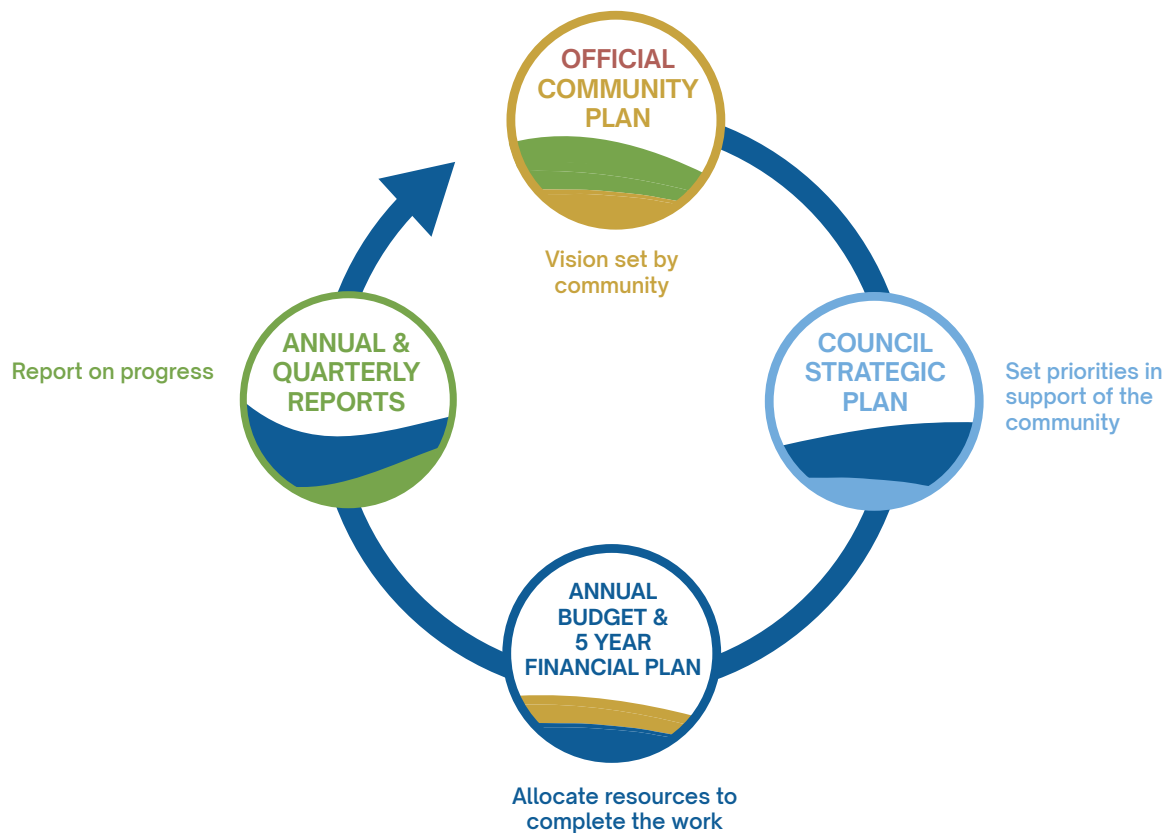 OFFICIAL
COMMUNITY
PLAN
Vision set by
community
COUNCIL
STRATEGIC
PLAN
Set priorities in
support of the
community
ANNUAL
BUDGET &
5 YEAR
FINANCIAL PLAN
Allocate resources to
complete the work
ANNUAL &
QUARTERLY
REPORTS
Report on progress